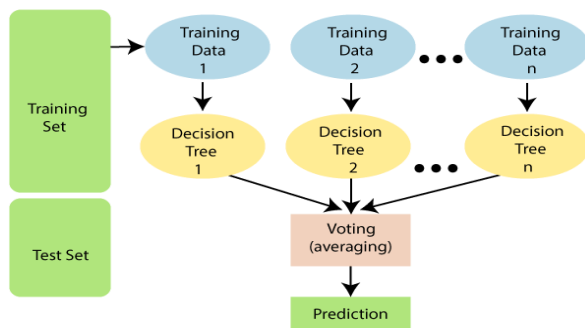 Training
Set
Test Set
Training
Data
1
Training
Data
2
Training
Data
n
Decision
Tree
1
Decision
Tree
2
Decision
Tree
n
Voting
(averaging)
Prediction